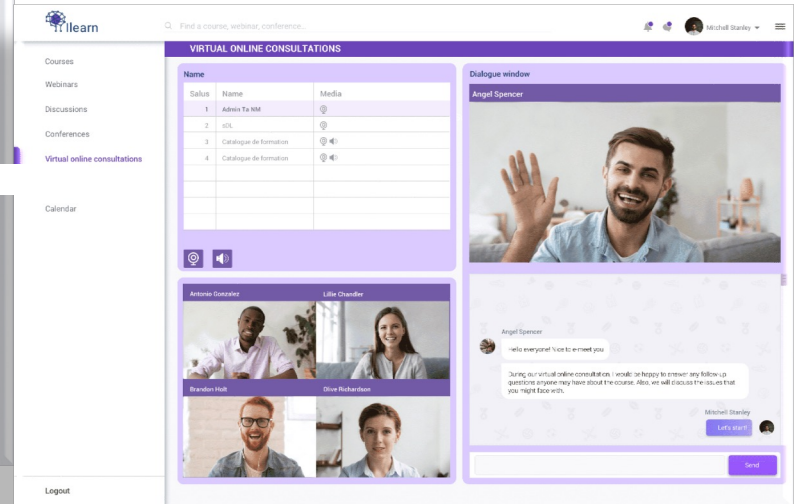 ilearn
Find a course, webinar, conference...
Mitchell Stanley
Courses
Webinars
Discussions
Conferences
Virtual online consultations
Calendar
Logout
VIRTUAL ONLINE CONSULTATIONS
Name
Salus Name Media
1 Admin Ta NM
2 sDL
3 Catalogue de formation
4 Catalogue de formation
Antonio Gonzalez
Lillie Chandler
Brandon Holt
Olive Richardson
Dialogue window
Angel Spencer
Angel Spencer
Hello everyone! Nice to e-meet you
During our virtual online consultation, I would be happy to answer any follow-up
questions anyone may have about the course. Also, we will discuss the issues that
you might face with.
Mitchell Stanley
Let's start!
Send